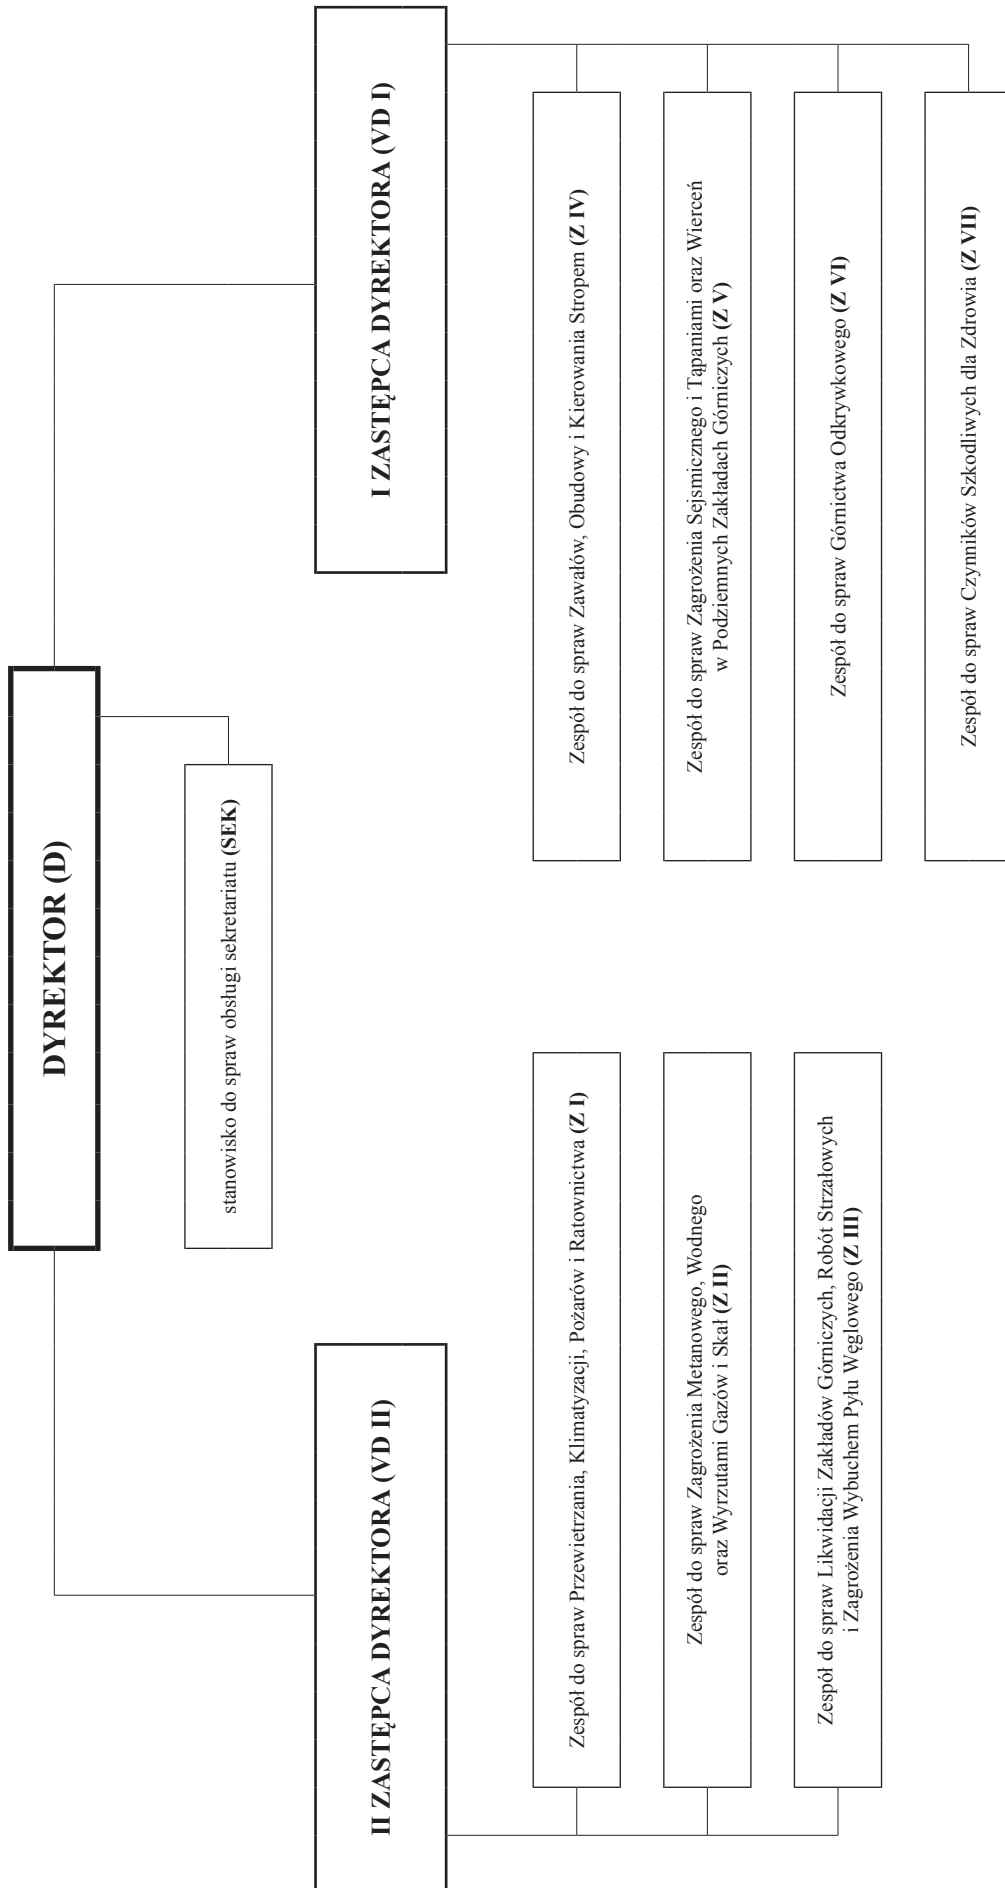 DYREKTOR (D)
stanowisko do spraw obsługi sekretariatu (SEK)
II ZASTĘPCA DYREKTORA (VD II)
Zespół do spraw Przewietrzania, Klimatyzacji, Pożarów i Ratownictwa (Z I)
Zespół do spraw Zagrożenia Metanowego, Wodnego
oraz Wyrzutami Gazów i Skał (Z II)
Zespół do spraw Likwidacji Zakładów Górniczych, Robót Strzałowych
i Zagrożenia Wybuchem Pyłu Węglowego (Z III)
I ZASTĘPCA DYREKTORA (VD I)
Zespół do spraw Zawałów, Obudowy i Kierowania Stropem (Z IV)
Zespół do spraw Zagrożenia Sejsmicznego i Tąpaniami oraz Wierceń
w Podziemnych Zakładach Górniczych (Z V)
Zespół do spraw Górnictwa Odkrywkowego (Z VI)
Zespół do spraw Czynników Szkodliwych dla Zdrowia (Z VII)